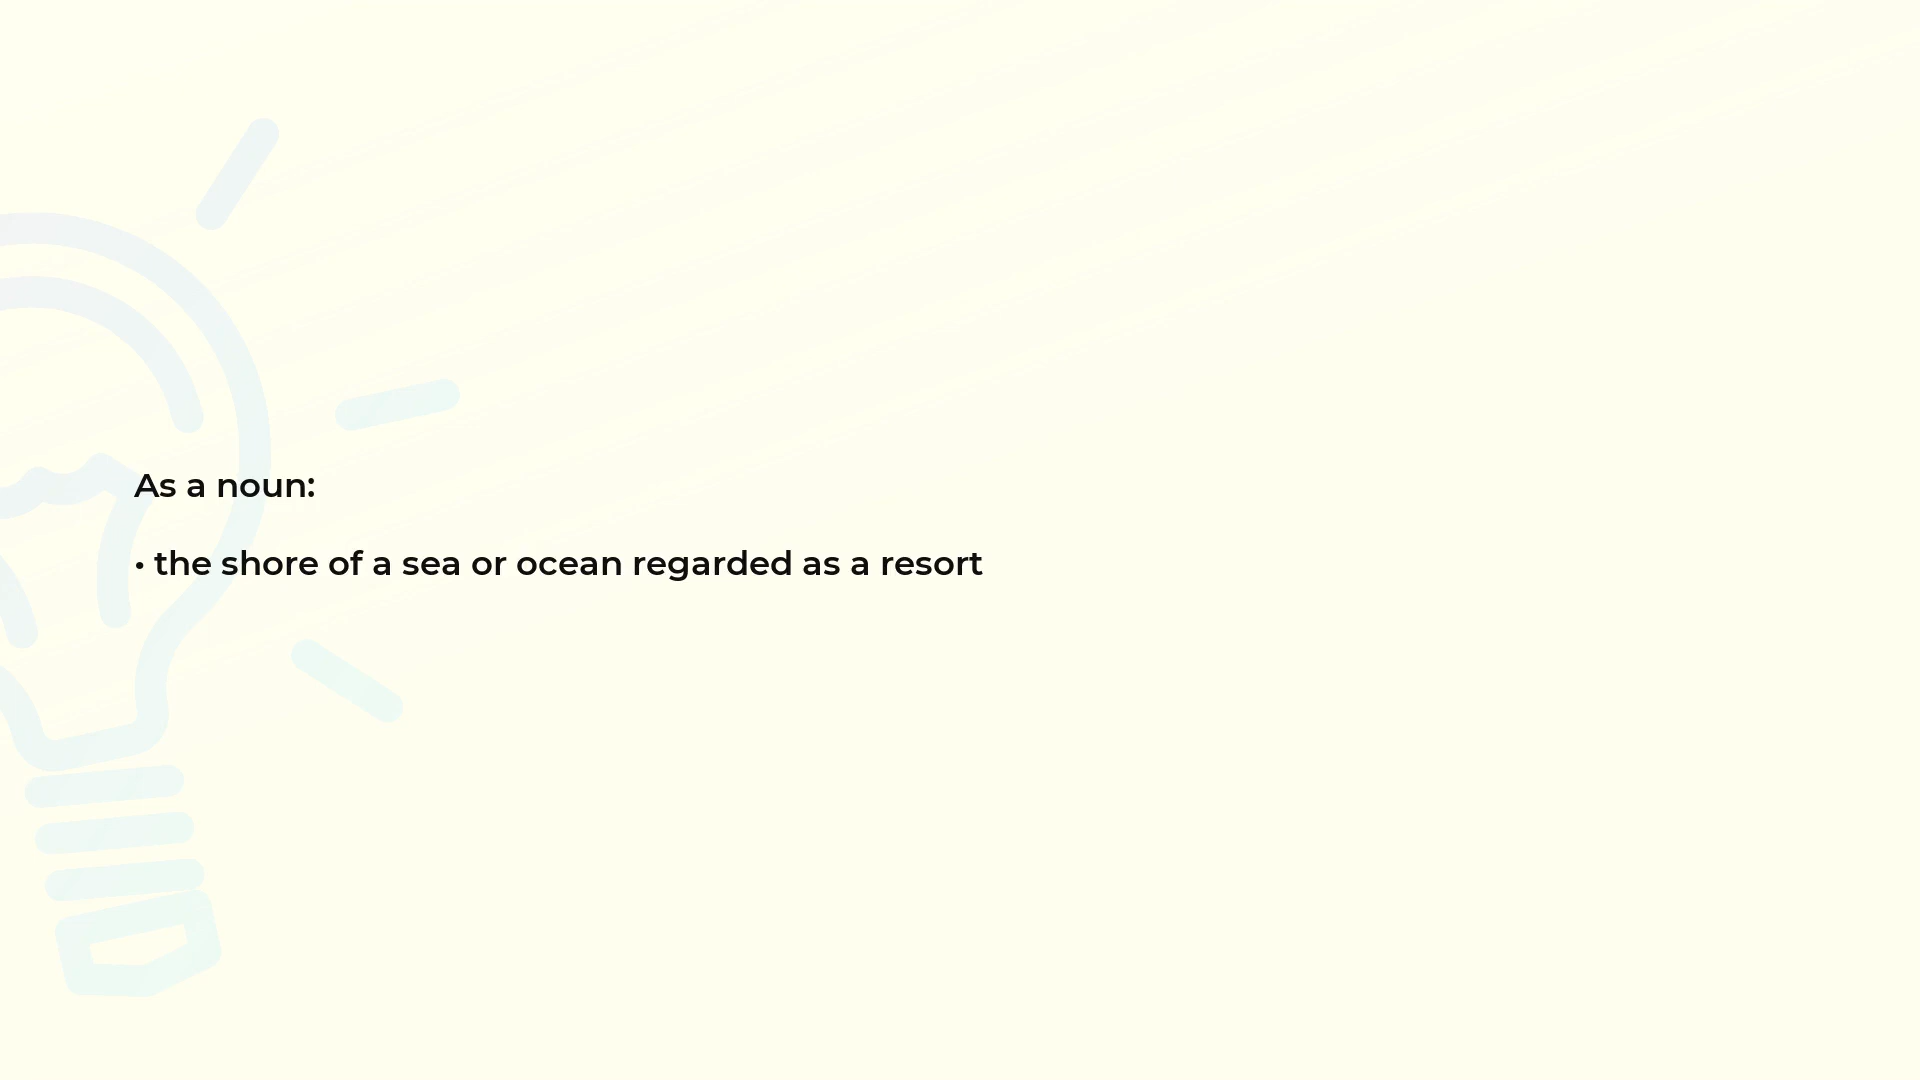 As a noun:
• the shore of a sea or ocean regarded as a resort